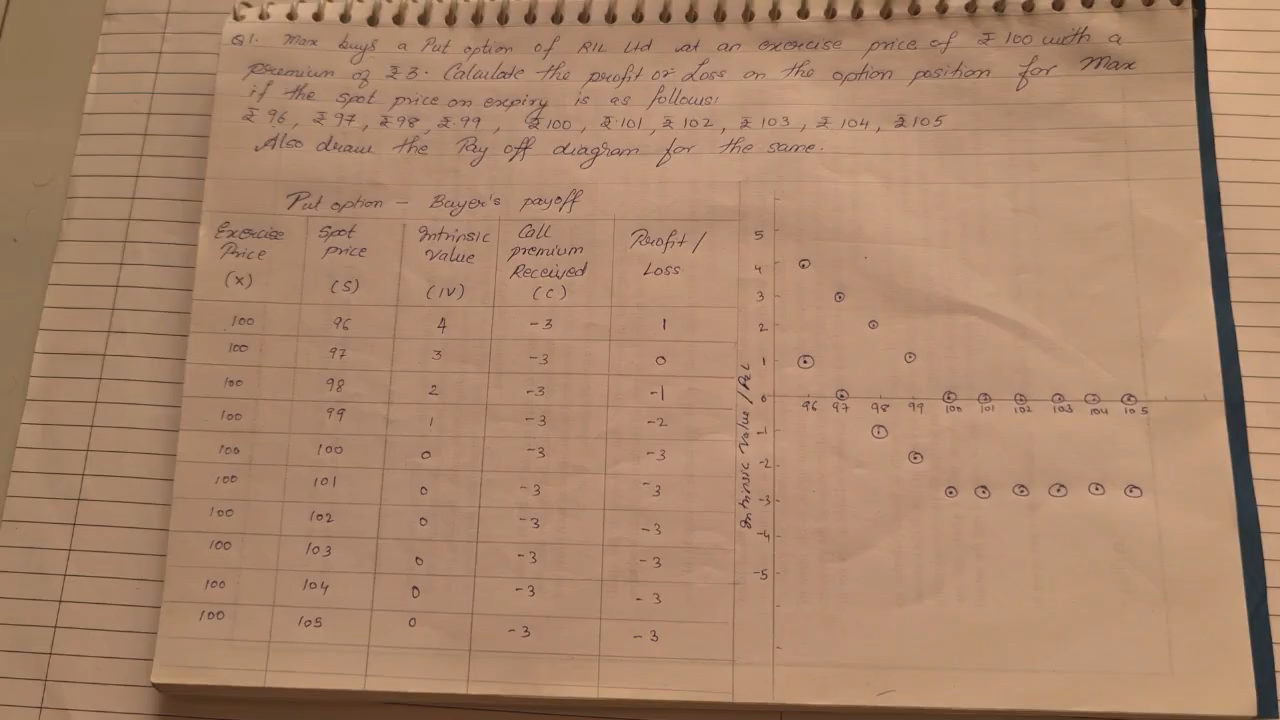 Q1. Max buys a Put option of RIL Ltd at an exercise price of ₹ 100 with a
premium of ₹ 3. Calculate the profit or Loss on the option position for Max
if the spot price on expiry is as follows:
₹ 96, ₹ 97, ₹ 98, ₹ 99, ₹ 100, ₹ 101, ₹ 102, ₹ 103, ₹ 104, ₹ 105
Also draw the Pay off diagram for the same.
Put option - Buyer's payoff
Exercise Price (X) Spot price (S) Intrinsic Value (IV) Call premium Received (C) Profit / Loss
100 96 4 -3 1
100 97 3 -3 0
100 98 2 -3 -1
100 99 1 -3 -2
100 100 0 -3 -3
100 101 0 -3 -3
100 102 0 -3 -3
100 103 0 -3 -3
100 104 0 -3 -3
100 105 0 -3 -3
Intrinsic Value / P&L
5
4
3
2
1
0
96 97 98 99 100 101 102 103 104 105
-1
-2
-3
-4
-5